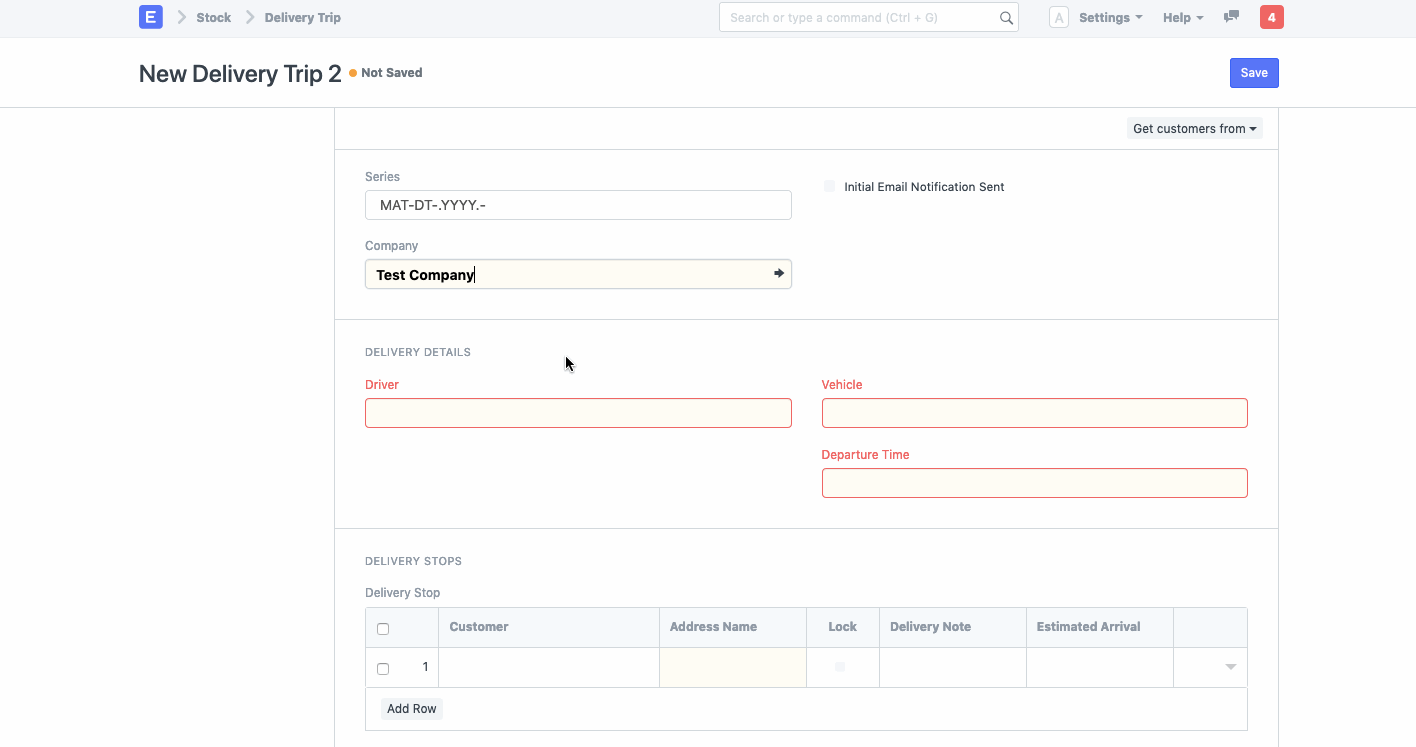 E Stock Delivery Trip Search or type a command (Ctrl + G) A Settings Help 4
New Delivery Trip 2 Not Saved Save
Get customers from
Series
MAT-DT-.YYYY.-
Initial Email Notification Sent
Company
Test Company
DELIVERY DETAILS
Driver Vehicle
Departure Time
DELIVERY STOPS
Delivery Stop
Customer Address Name Lock Delivery Note Estimated Arrival
1
Add Row